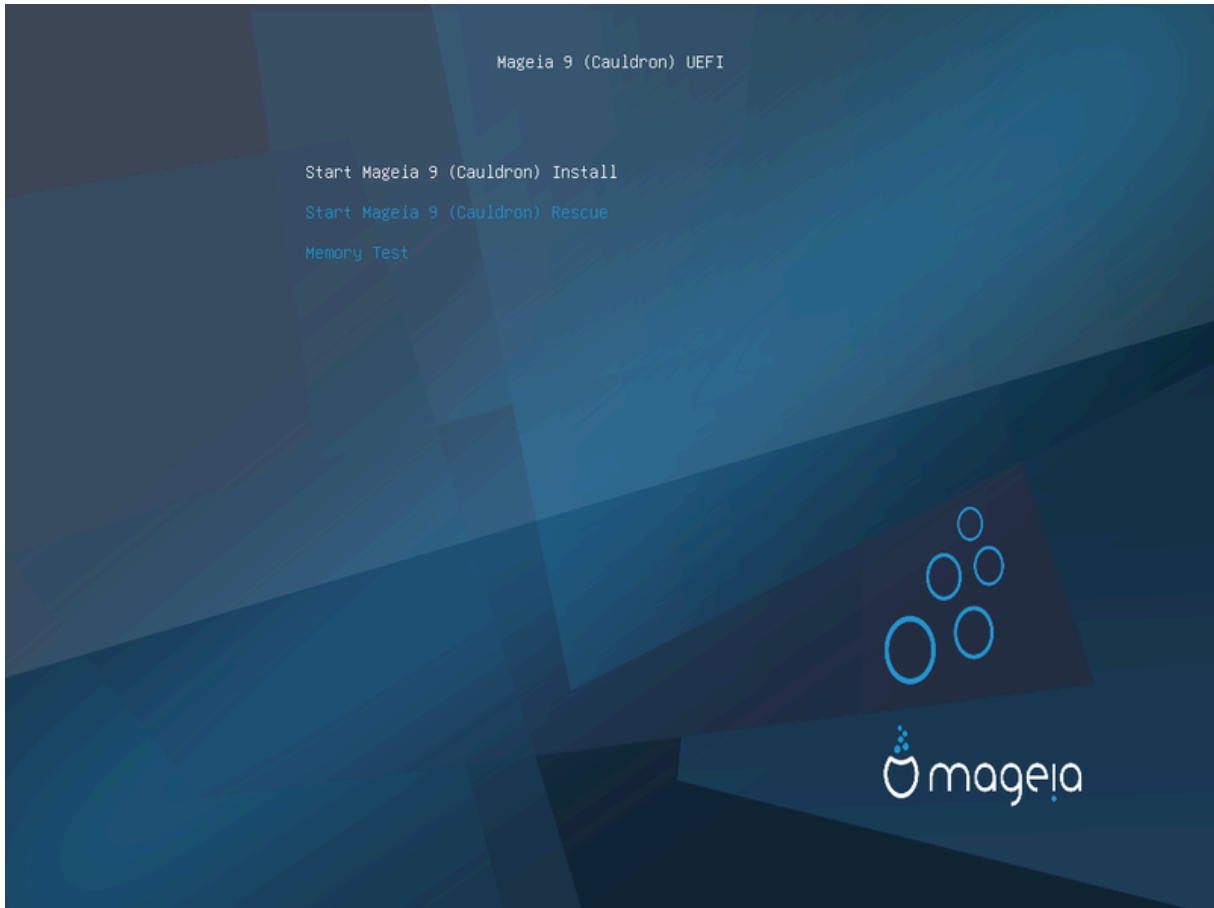 Mageia 9 (Cauldron) UEFI
Start Mageia 9 (Cauldron) Install
Start Mageia 9 (Cauldron) Rescue
Memory Test
mageia